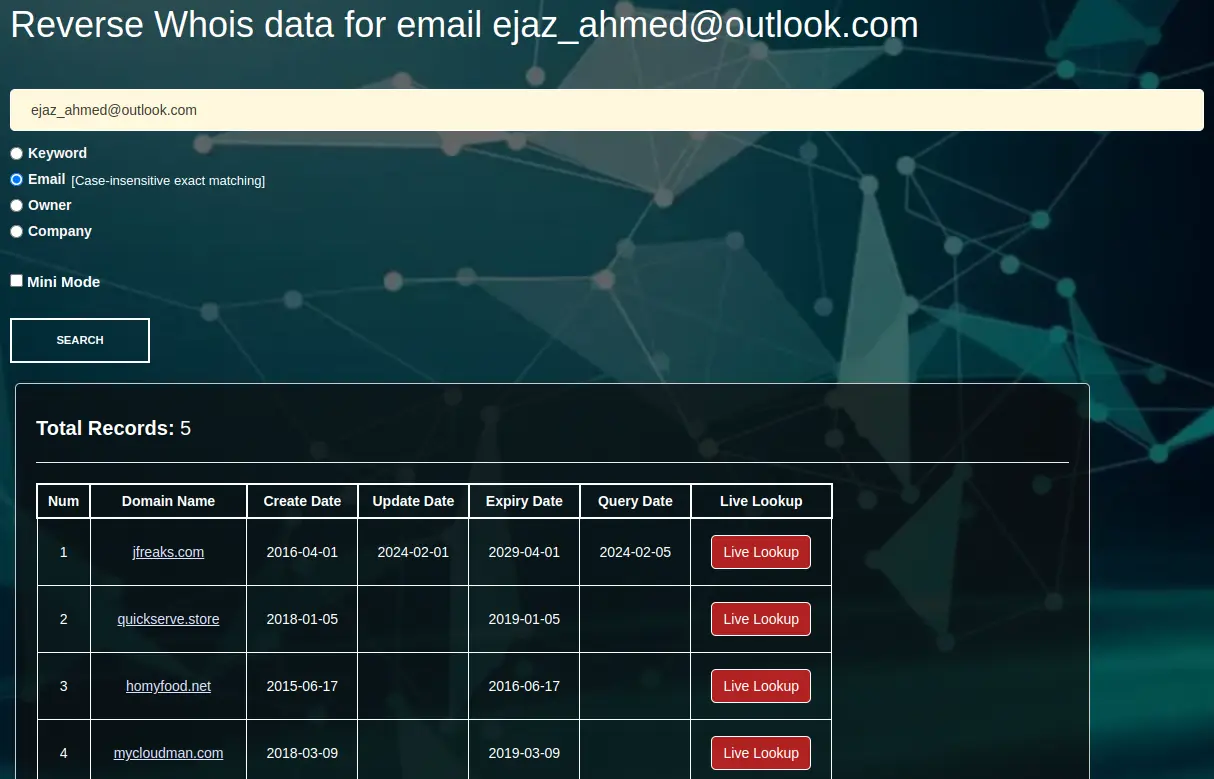 Reverse Whois data for email ejaz_ahmed@outlook.com
ejaz_ahmed@outlook.com
Keyword
Email [Case-insensitive exact matching]
Owner
Company
Mini Mode
SEARCH
Total Records: 5
Num Domain Name Create Date Update Date Expiry Date Query Date Live Lookup
1 jfreaks.com 2016-04-01 2024-02-01 2029-04-01 2024-02-05 Live Lookup
2 quickserve.store 2018-01-05 2019-01-05 Live Lookup
3 homyfood.net 2015-06-17 2016-06-17 Live Lookup
4 mycloudman.com 2018-03-09 2019-03-09 Live Lookup